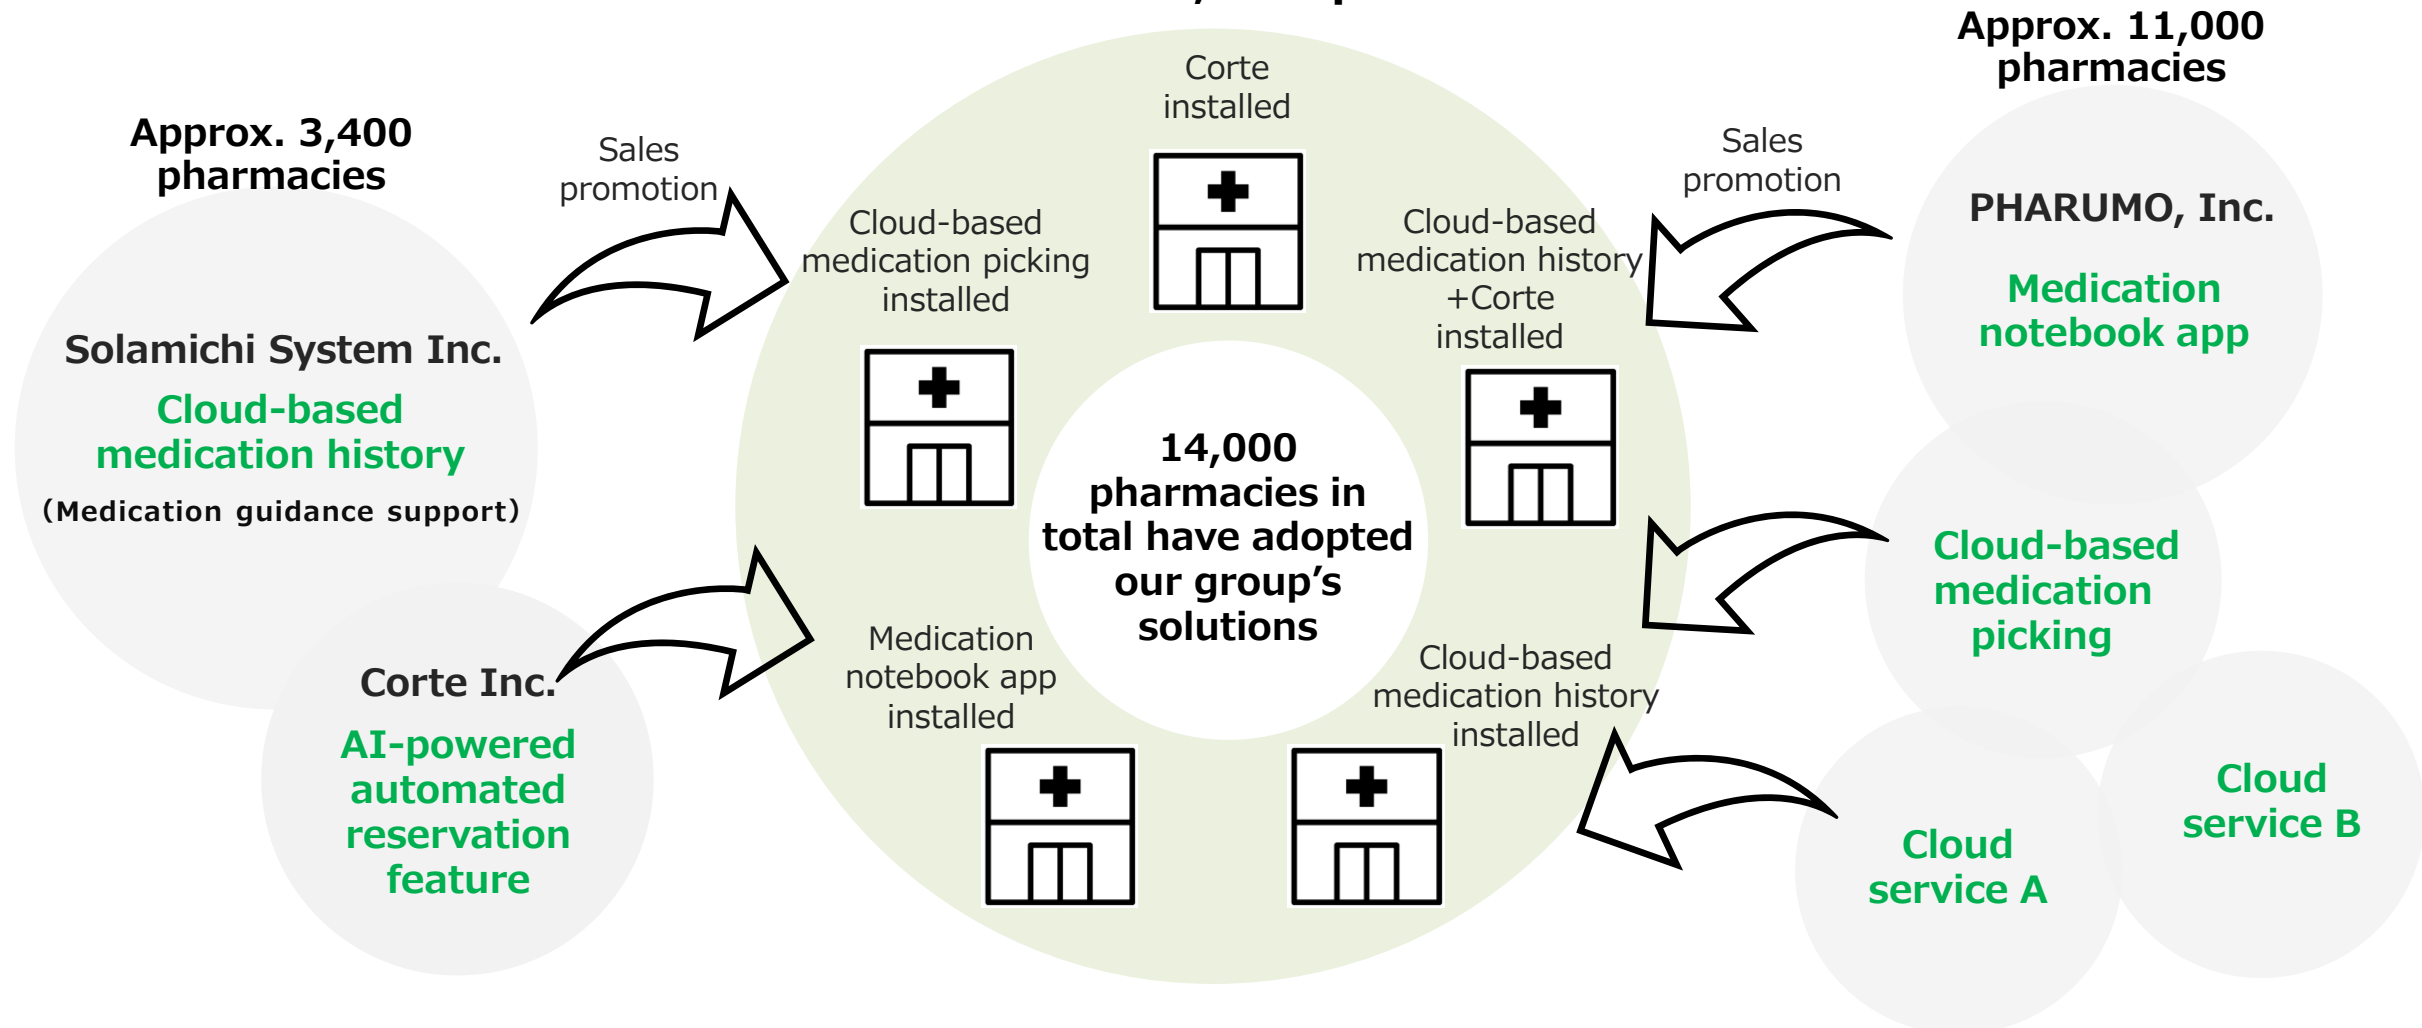 Approx. 3,400
pharmacies
Solamichi System Inc.
Cloud-based
medication history
(Medication guidance support)
Corte Inc.
AI-powered
automated
reservation
feature
Sales
promotion
Corte
installed
Cloud-based
medication picking
installed
Cloud-based
medication history
+Corte
installed
14,000
pharmacies in
total have adopted
our group’s
solutions
Medication
notebook app
installed
Cloud-based
medication history
installed
Sales
promotion
Approx. 11,000
pharmacies
PHARUMO, Inc.
Medication
notebook app
Cloud-based
medication
picking
Cloud
service A
Cloud
service B